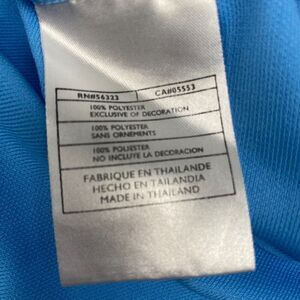 RN#56323 CA#05553
100% POLYESTER
EXCLUSIVE OF DECORATION
100% POLYESTER
SANS ORNEMENTS
100% POLYESTER
NO INCLUYE LA DECORACION
FABRIQUE EN THAILANDE
HECHO EN TAILANDIA
MADE IN THAILAND